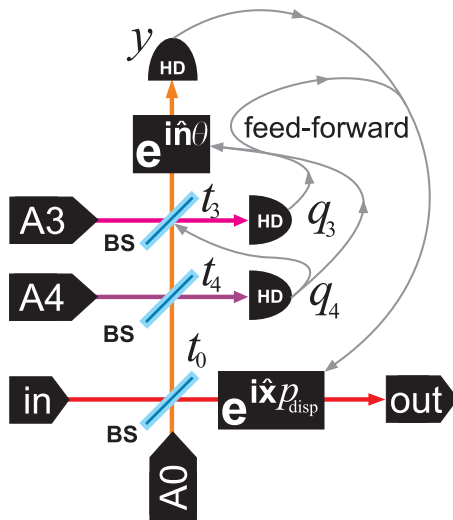 y
HD
e^{in̂θ}
feed-forward
A3
t₃
HD
q₃
BS
A4
t₄
HD
q₄
BS
t₀
in
e^{ix̂p_disp}
out
BS
A0